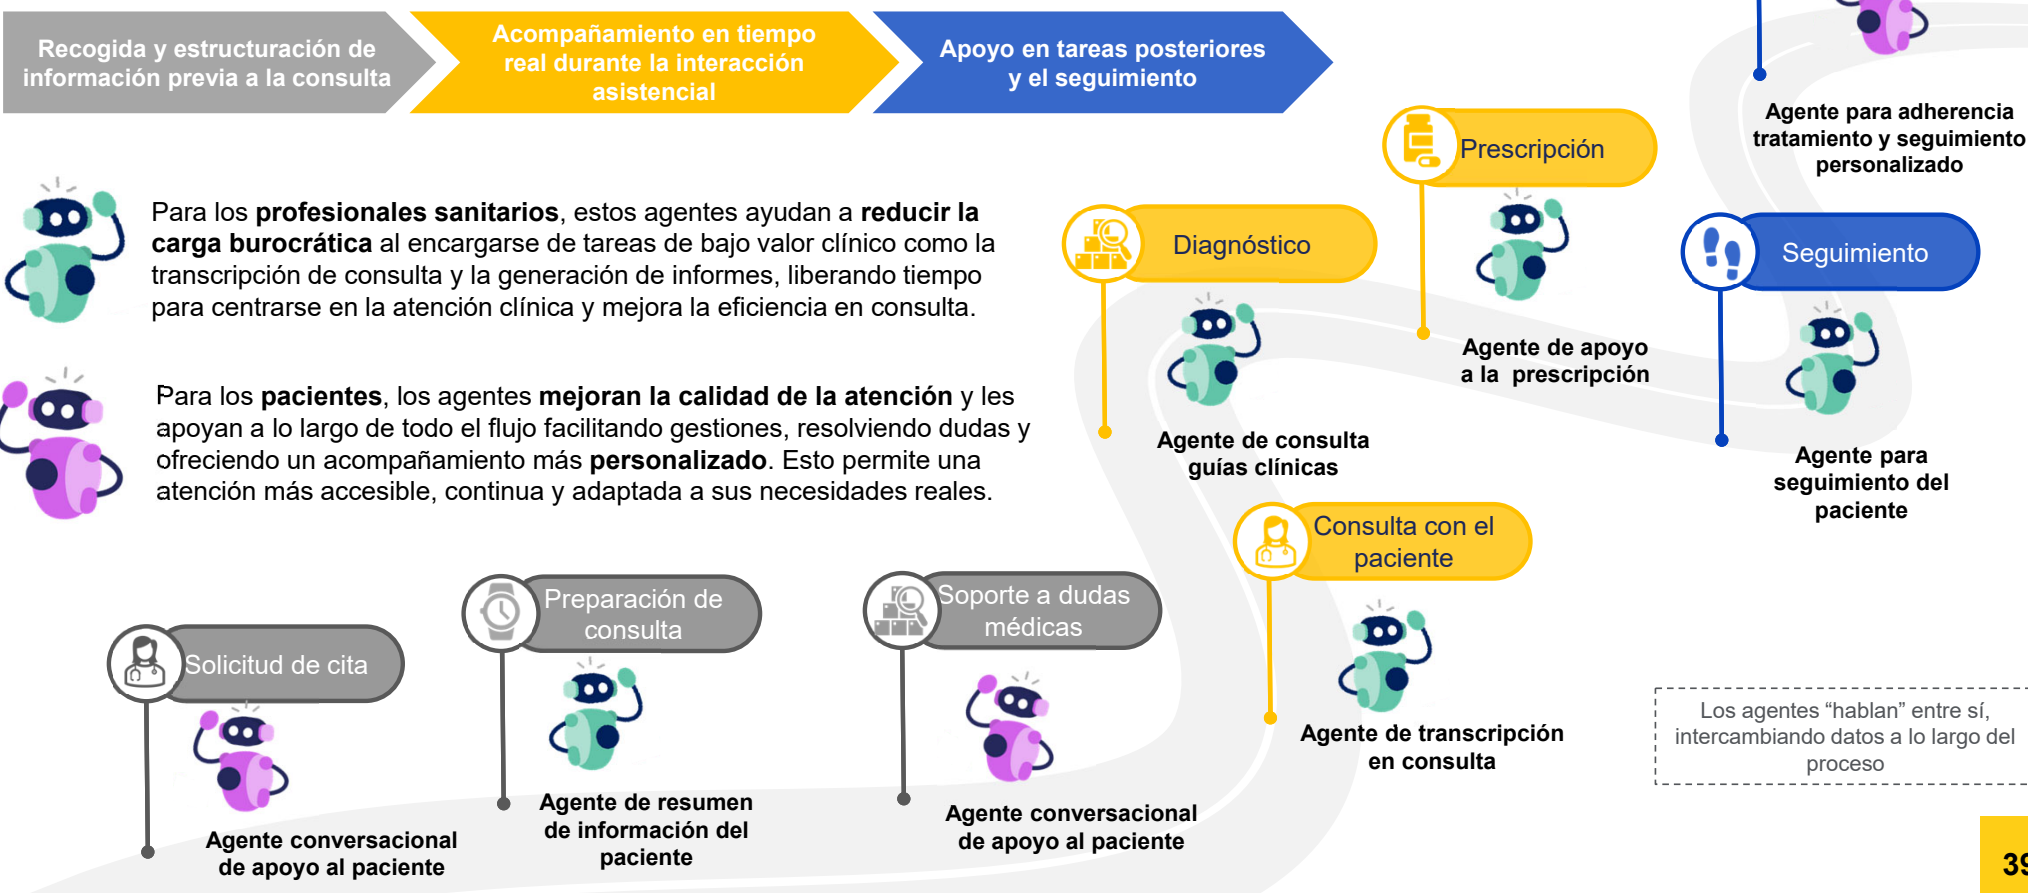 Recogida y estructuración de
información previa a la consulta
Acompañamiento en tiempo
real durante la interacción
asistencial
Apoyo en tareas posteriores
y el seguimiento
Para los profesionales sanitarios, estos agentes ayudan a reducir la
carga burocrática al encargarse de tareas de bajo valor clínico como la
transcripción de consulta y la generación de informes, liberando tiempo
para centrarse en la atención clínica y mejora la eficiencia en consulta.
Para los pacientes, los agentes mejoran la calidad de la atención y les
apoyan a lo largo de todo el flujo facilitando gestiones, resolviendo dudas y
ofreciendo un acompañamiento más personalizado. Esto permite una
atención más accesible, continua y adaptada a sus necesidades reales.
Solicitud de cita
Agente conversacional
de apoyo al paciente
Preparación de
consulta
Agente de resumen
de información del
paciente
Soporte a dudas
médicas
Agente conversacional
de apoyo al paciente
Consulta con el
paciente
Agente de transcripción
en consulta
Diagnóstico
Agente de consulta
guías clínicas
Prescripción
Agente de apoyo
a la prescripción
Seguimiento
Agente para
seguimiento del
paciente
Agente para adherencia
tratamiento y seguimiento
personalizado
Los agentes “hablan” entre sí,
intercambiando datos a lo largo del
proceso
39